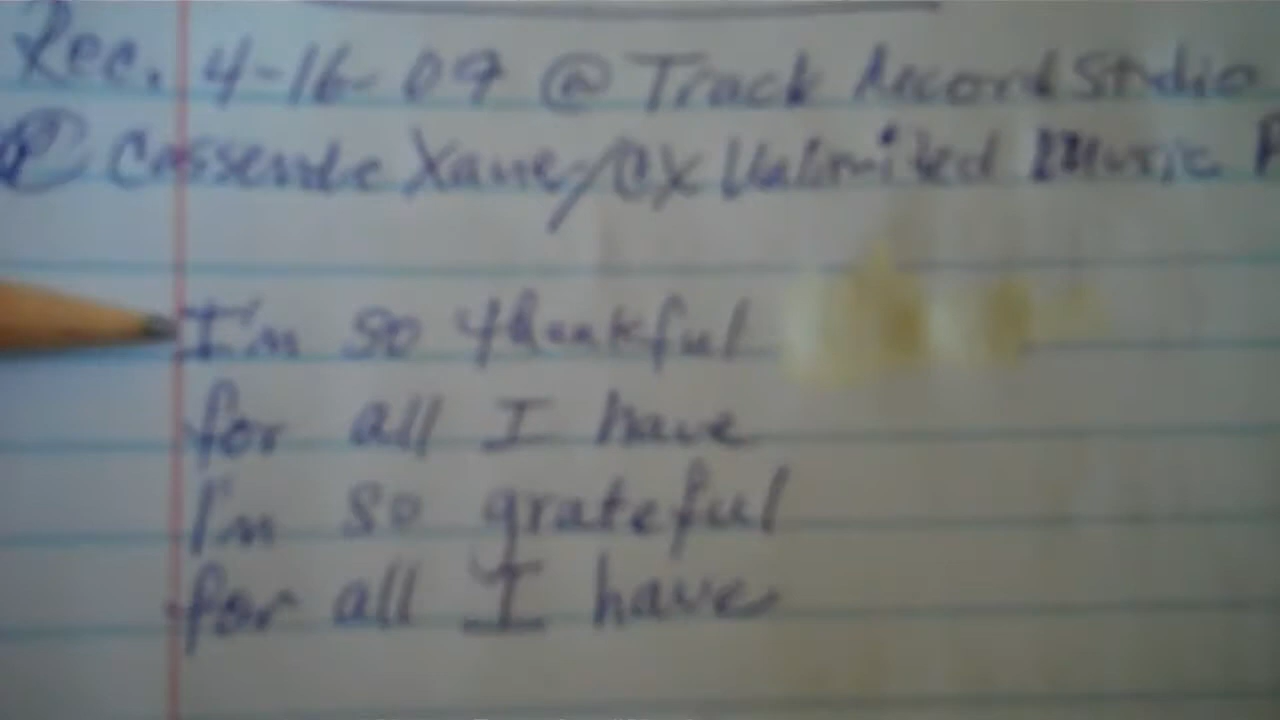 Rec. 4-16-09 @ Track Record Studio
℗ Cassende Xane/CX Unlimited Music P
I'm so thankful
for all I have
I'm so grateful
for all I have